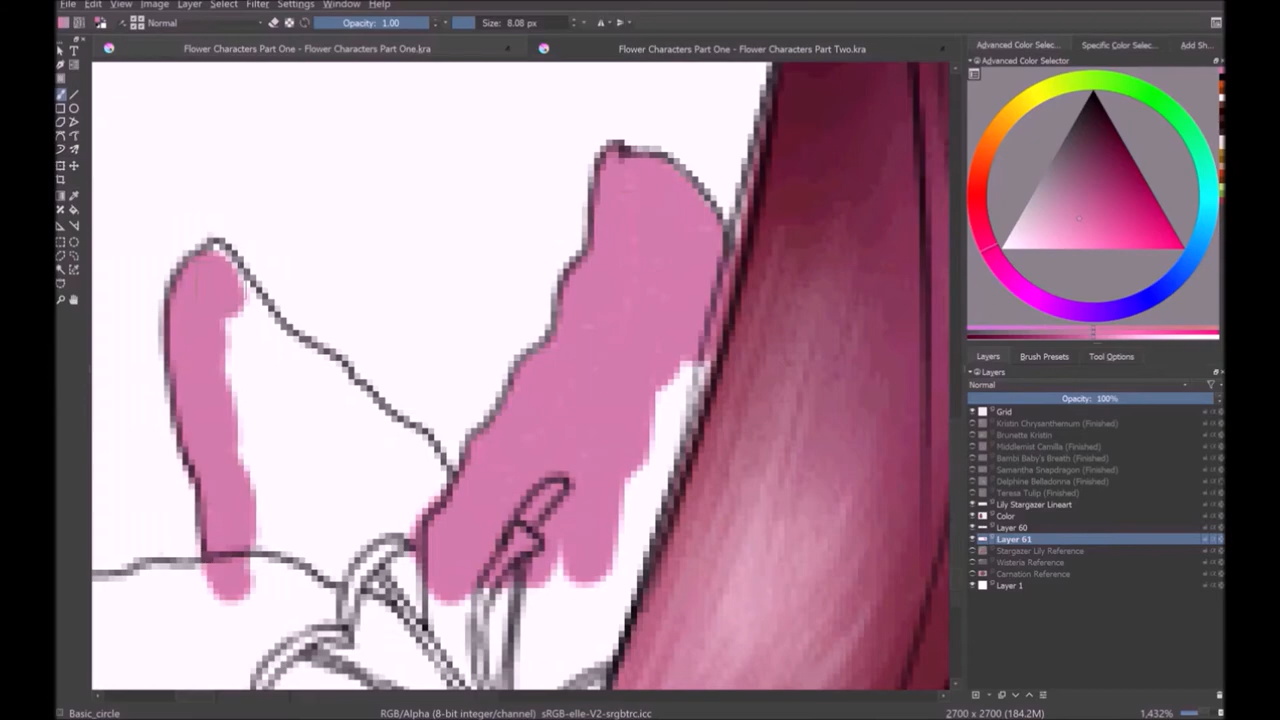 File Edit View Image Layer Select Filter Settings Window Help
Normal Opacity: 1.00 Size: 8.08 px
Flower Characters Part One - Flower Characters Part One.kra
Flower Characters Part One - Flower Characters Part Two.kra
Advanced Color Selec... Specific Color Selec... Add Sh...
Advanced Color Selector
Layers Brush Presets Tool Options
Layers
Normal
Opacity: 100%
Grid
Kristin Chrysanthemum (Finished)
Brunette Kristin
Middlemist Camilla (Finished)
Bambi Baby's Breath (Finished)
Samantha Snapdragon (Finished)
Delphine Belladonna (Finished)
Teresa Tulip (Finished)
Lily Stargazer Lineart
Color
Layer 60
Layer 61
Stargazer Lily Reference
Wisteria Reference
Carnation Reference
Layer 1
Basic_circle
RGB/Alpha (8-bit integer/channel) sRGB-elle-V2-srgbtrc.icc
2700 x 2700 (184.2M)
1,432%